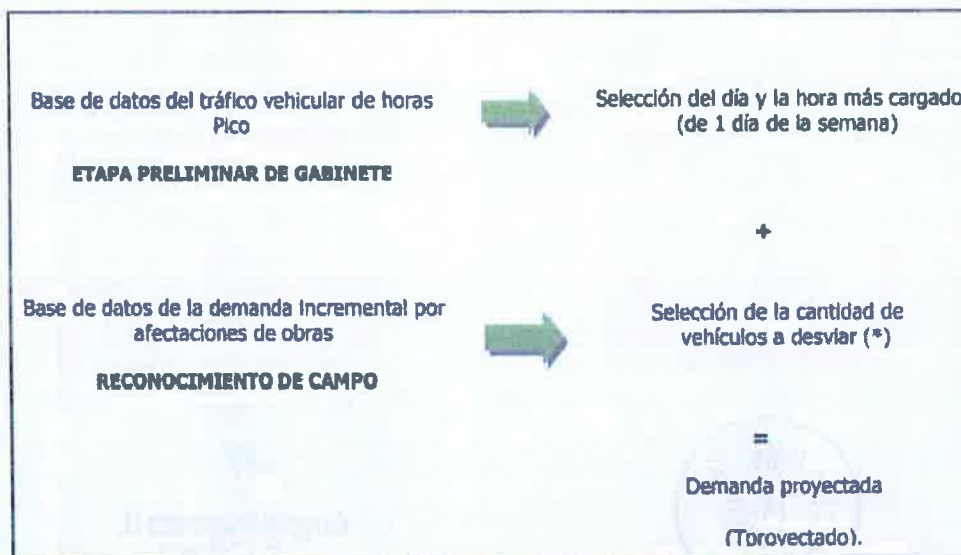 Base de datos del tráfico vehicular de horas
Pico
ETAPA PRELIMINAR DE GABINETE
Selección del día y la hora más cargado
(de 1 día de la semana)
+
Base de datos de la demanda incremental por
afectaciones de obras
RECONOCIMIENTO DE CAMPO
Selección de la cantidad de
vehículos a desviar (*)
=
Demanda proyectada
(Tproyectado).